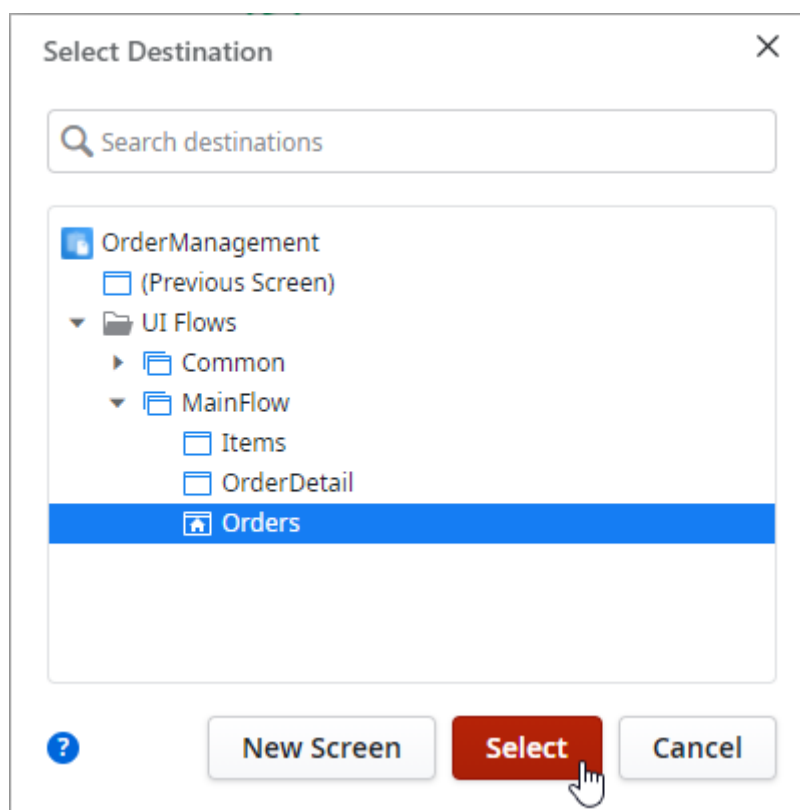 Select Destination
Search destinations
OrderManagement
(Previous Screen)
UI Flows
Common
MainFlow
Items
OrderDetail
Orders
? New Screen Select Cancel